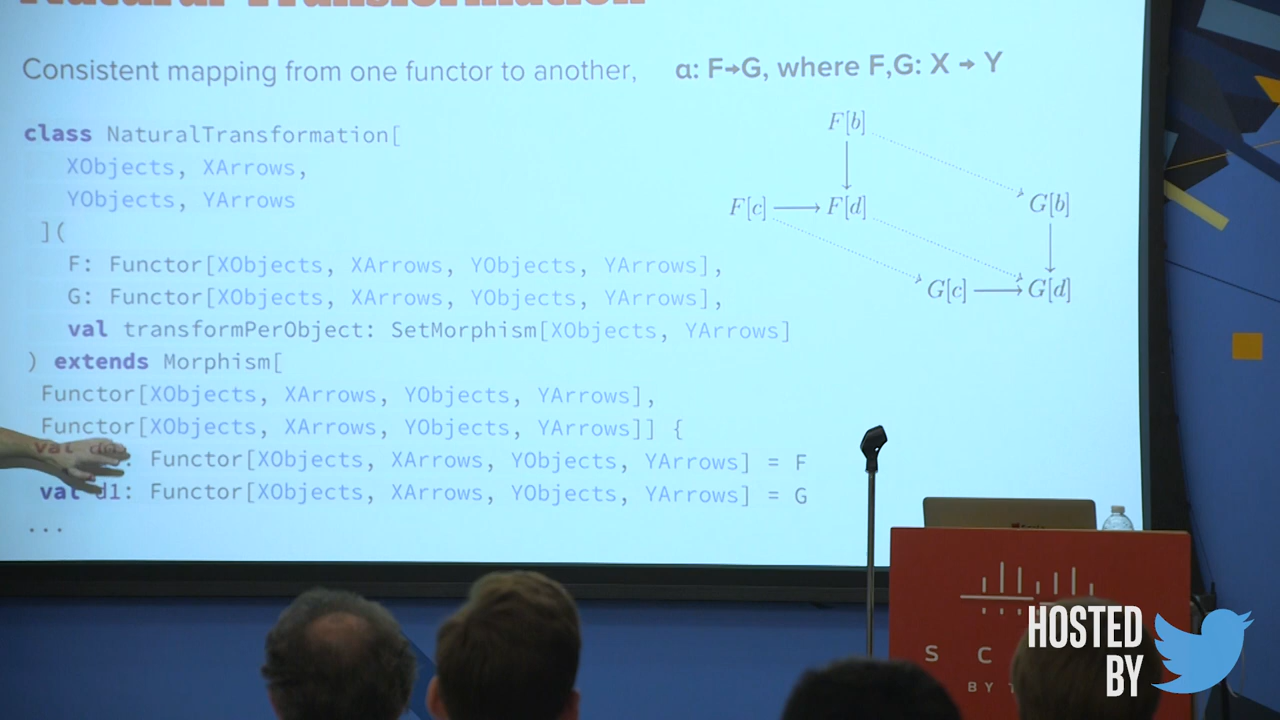 Natural Transformation
Consistent mapping from one functor to another, α: F→G, where F,G: X → Y
class NaturalTransformation[
XObjects, XArrows,
YObjects, YArrows
](
F: Functor[XObjects, XArrows, YObjects, YArrows],
G: Functor[XObjects, XArrows, YObjects, YArrows],
val transformPerObject: SetMorphism[XObjects, YArrows]
) extends Morphism[
Functor[XObjects, XArrows, YObjects, YArrows],
Functor[XObjects, XArrows, YObjects, YArrows]] {
val : Functor[XObjects, XArrows, YObjects, YArrows] = F
val d1: Functor[XObjects, XArrows, YObjects, YArrows] = G
...
F[b]
F[c] F[d] G[b]
G[c] G[d]
S C
BY
HOSTED
BY